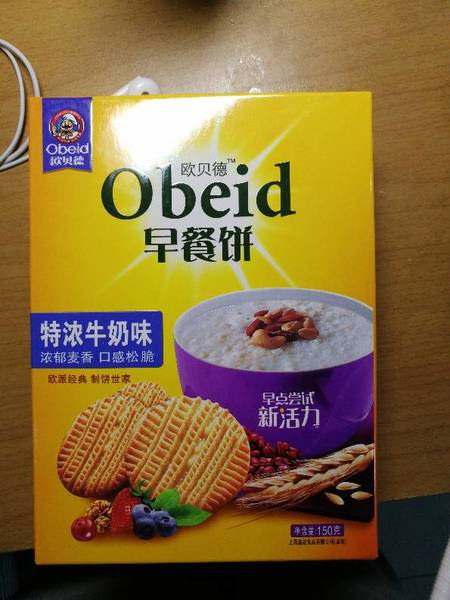 Obeid
欧贝德
欧贝德™
Obeid
早餐饼
特浓牛奶味
浓郁麦香 口感松脆
欧派经典 制饼世家
早点尝试
新活力
净含量:150克